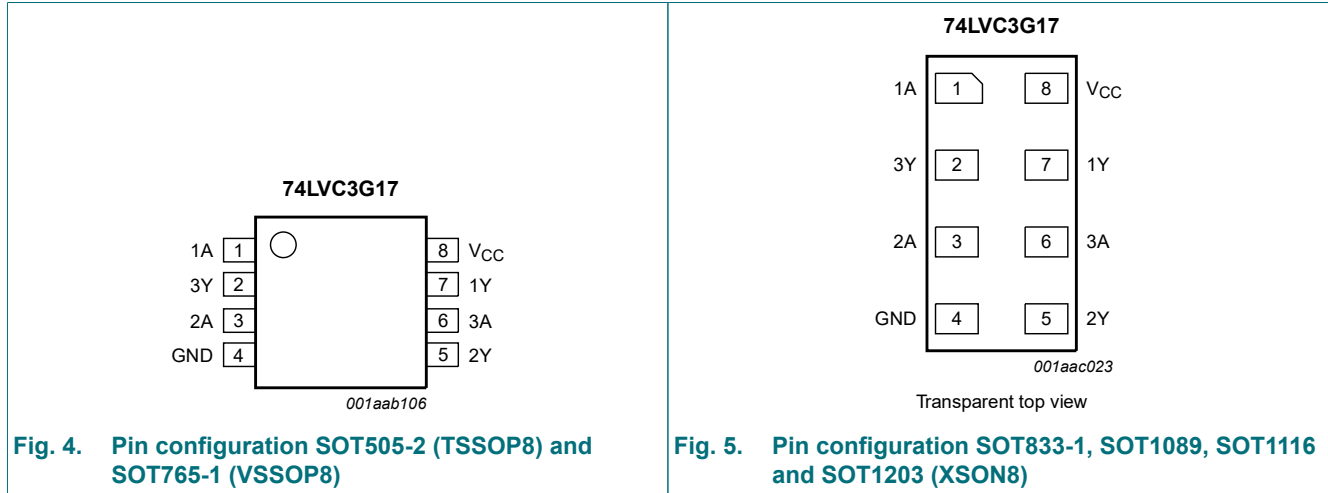 74LVC3G17
1A 1 8 VCC
3Y 2 7 1Y
2A 3 6 3A
GND 4 5 2Y
001aab106
Fig. 4. Pin configuration SOT505-2 (TSSOP8) and
SOT765-1 (VSSOP8)
74LVC3G17
1A 1 8 VCC
3Y 2 7 1Y
2A 3 6 3A
GND 4 5 2Y
001aac023
Transparent top view
Fig. 5. Pin configuration SOT833-1, SOT1089, SOT1116
and SOT1203 (XSON8)